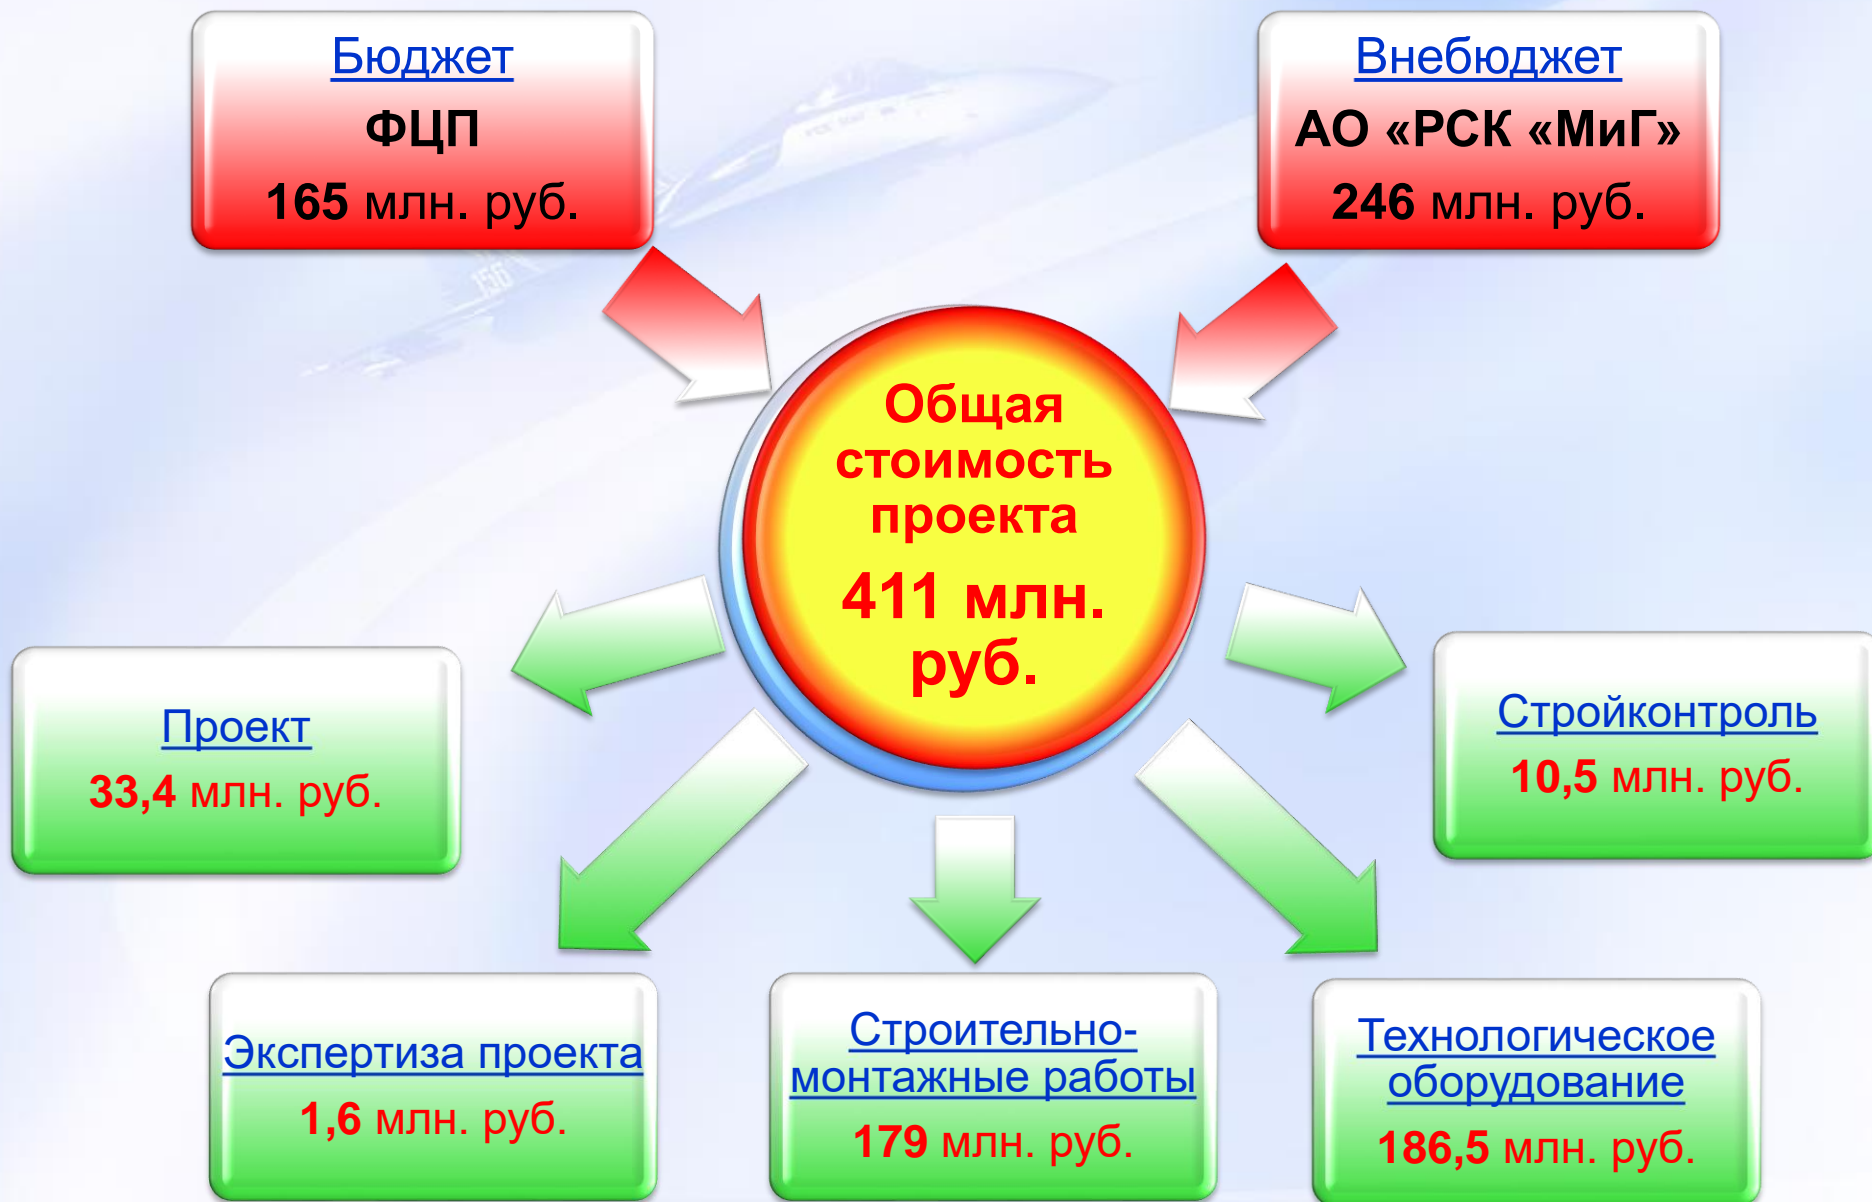 Бюджет
ФЦП
165 млн. руб.
Внебюджет
АО «РСК «МиГ»
246 млн. руб.
Общая
стоимость
проекта
411 млн.
руб.
Проект
33,4 млн. руб.
Стройконтроль
10,5 млн. руб.
Экспертиза проекта
1,6 млн. руб.
Строительно-
монтажные работы
179 млн. руб.
Технологическое
оборудование
186,5 млн. руб.
156